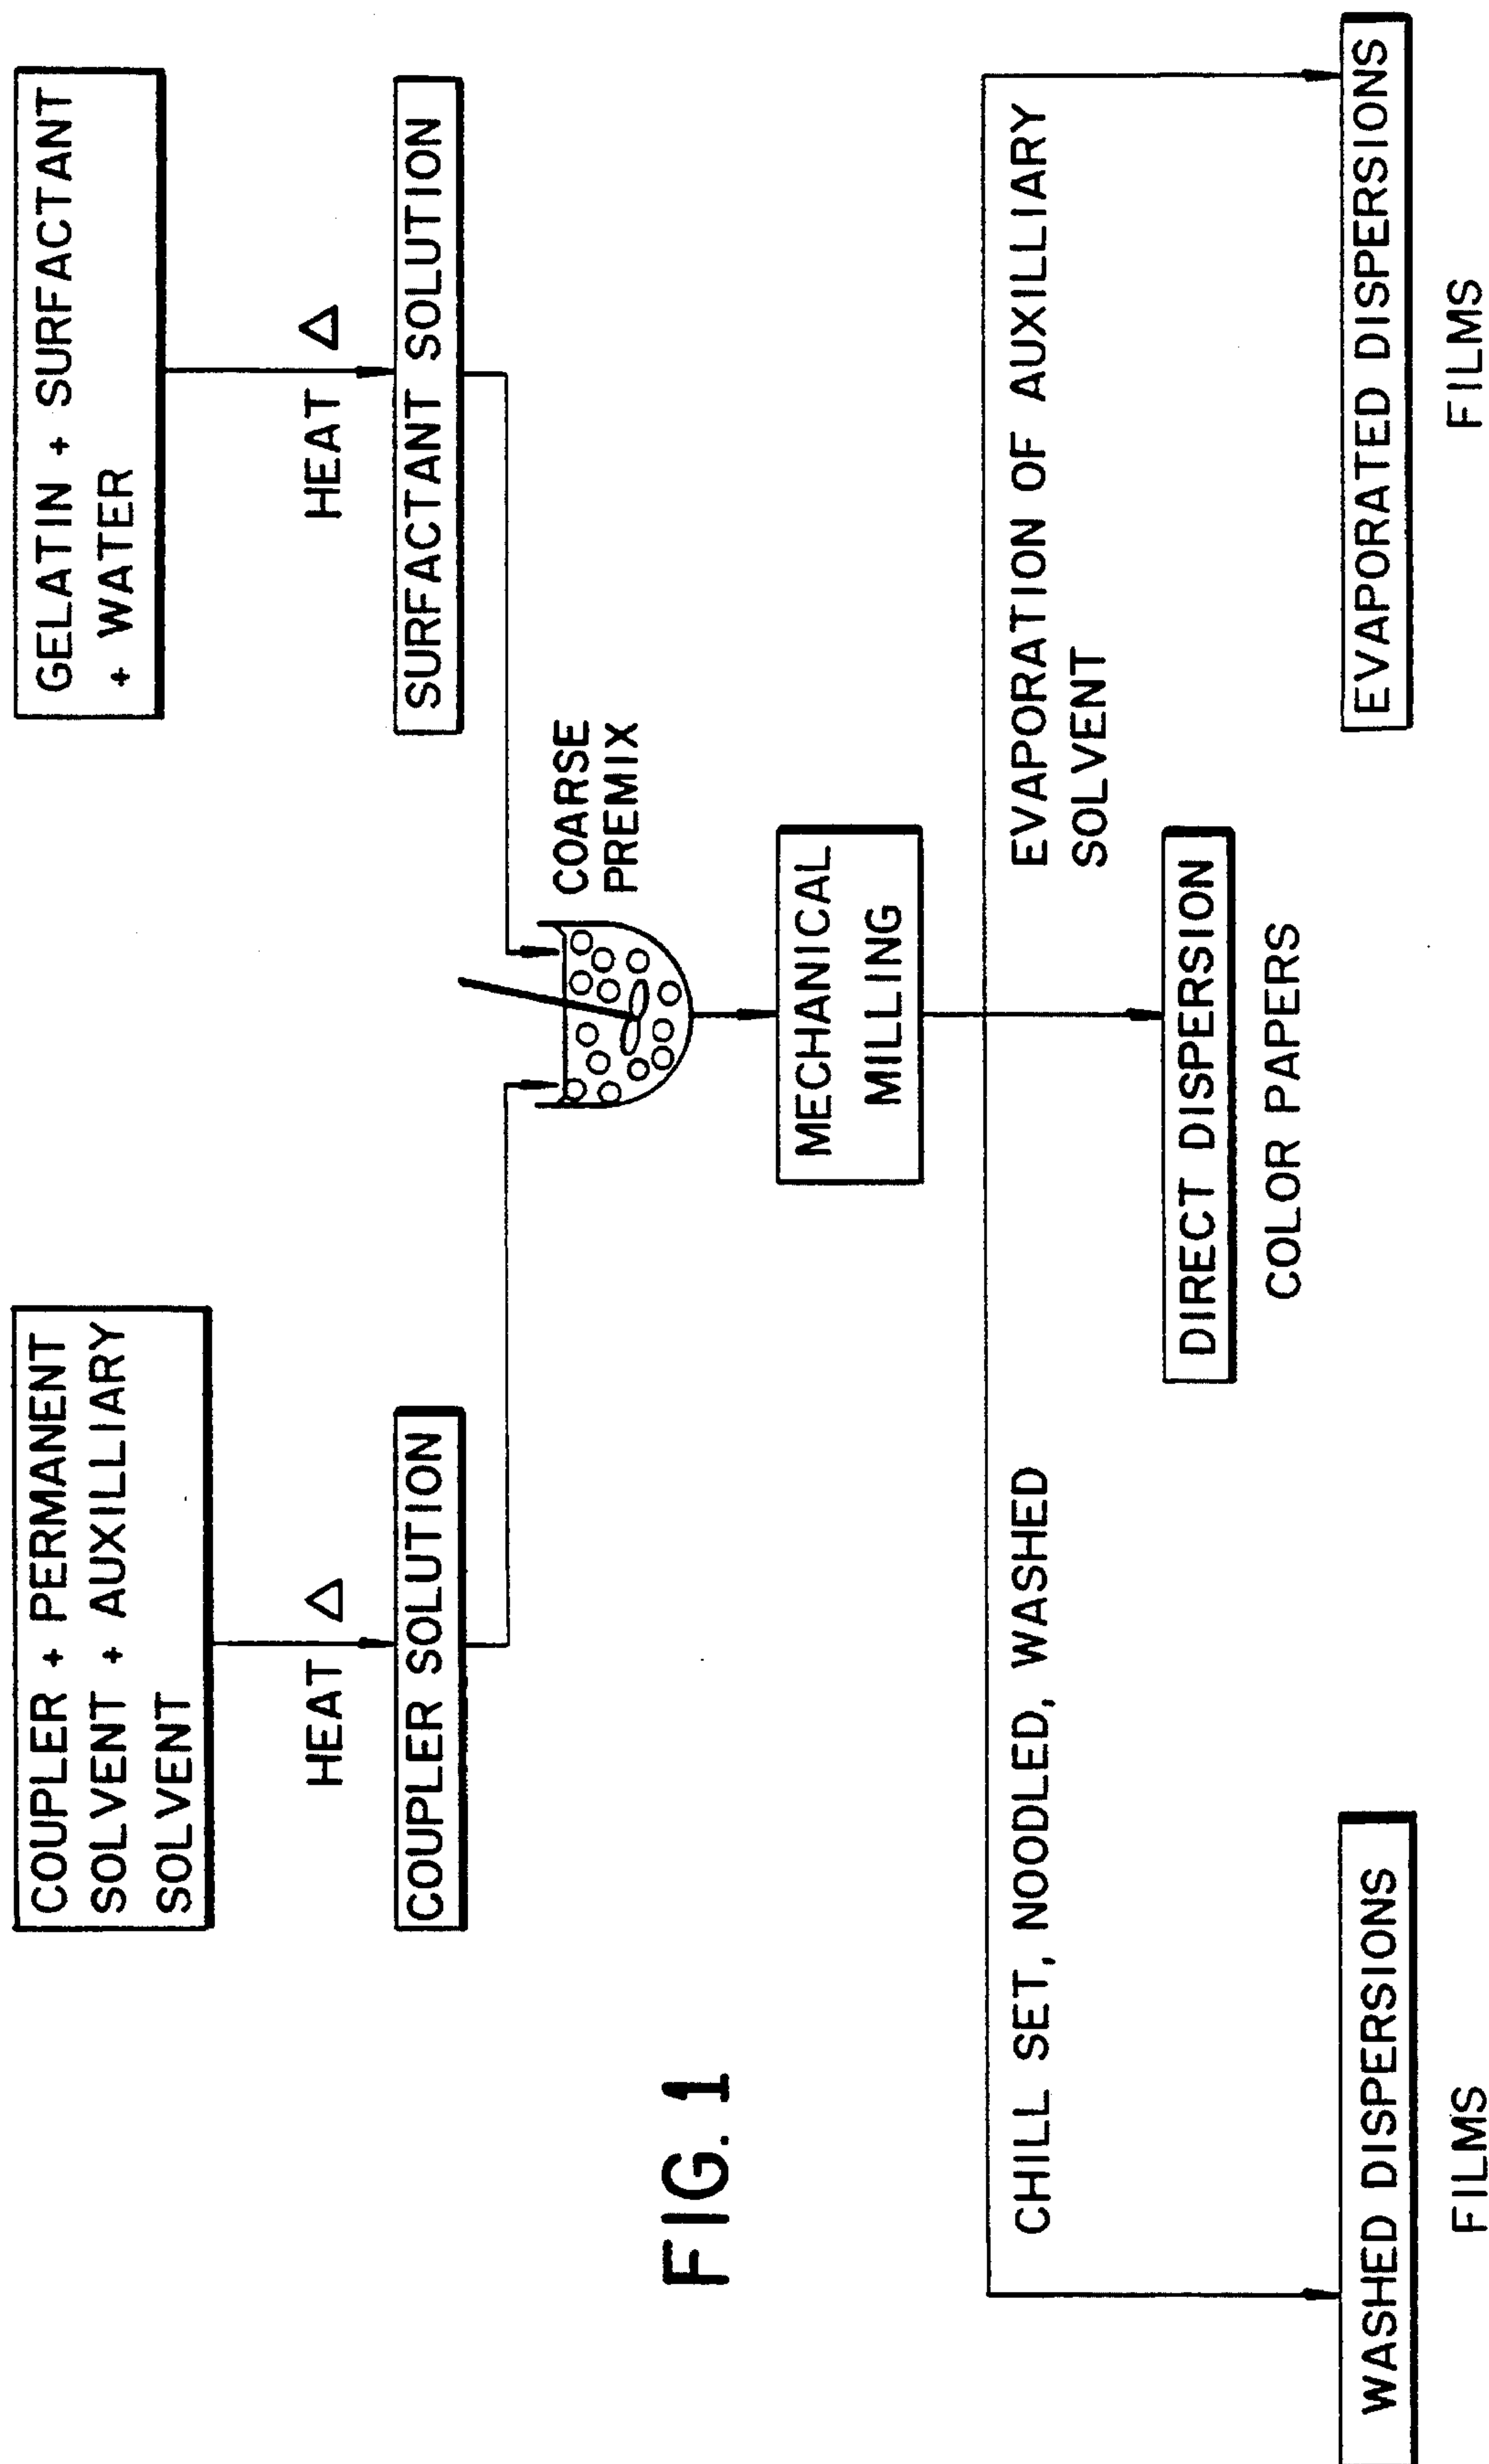 COUPLER + PERMANENT
SOLVENT + AUXILLIARY
SOLVENT
GELATIN + SURFACTANT
+ WATER
HEAT Δ
HEAT Δ
COUPLER SOLUTION
SURFACTANT SOLUTION
COARSE
PREMIX
FIG. 1
MECHANICAL
MILLING
CHILL SET, NOODLED, WASHED
EVAPORATION OF AUXILLIARY
SOLVENT
DIRECT DISPERSION
COLOR PAPERS
WASHED DISPERSIONS
EVAPORATED DISPERSIONS
FILMS
FILMS